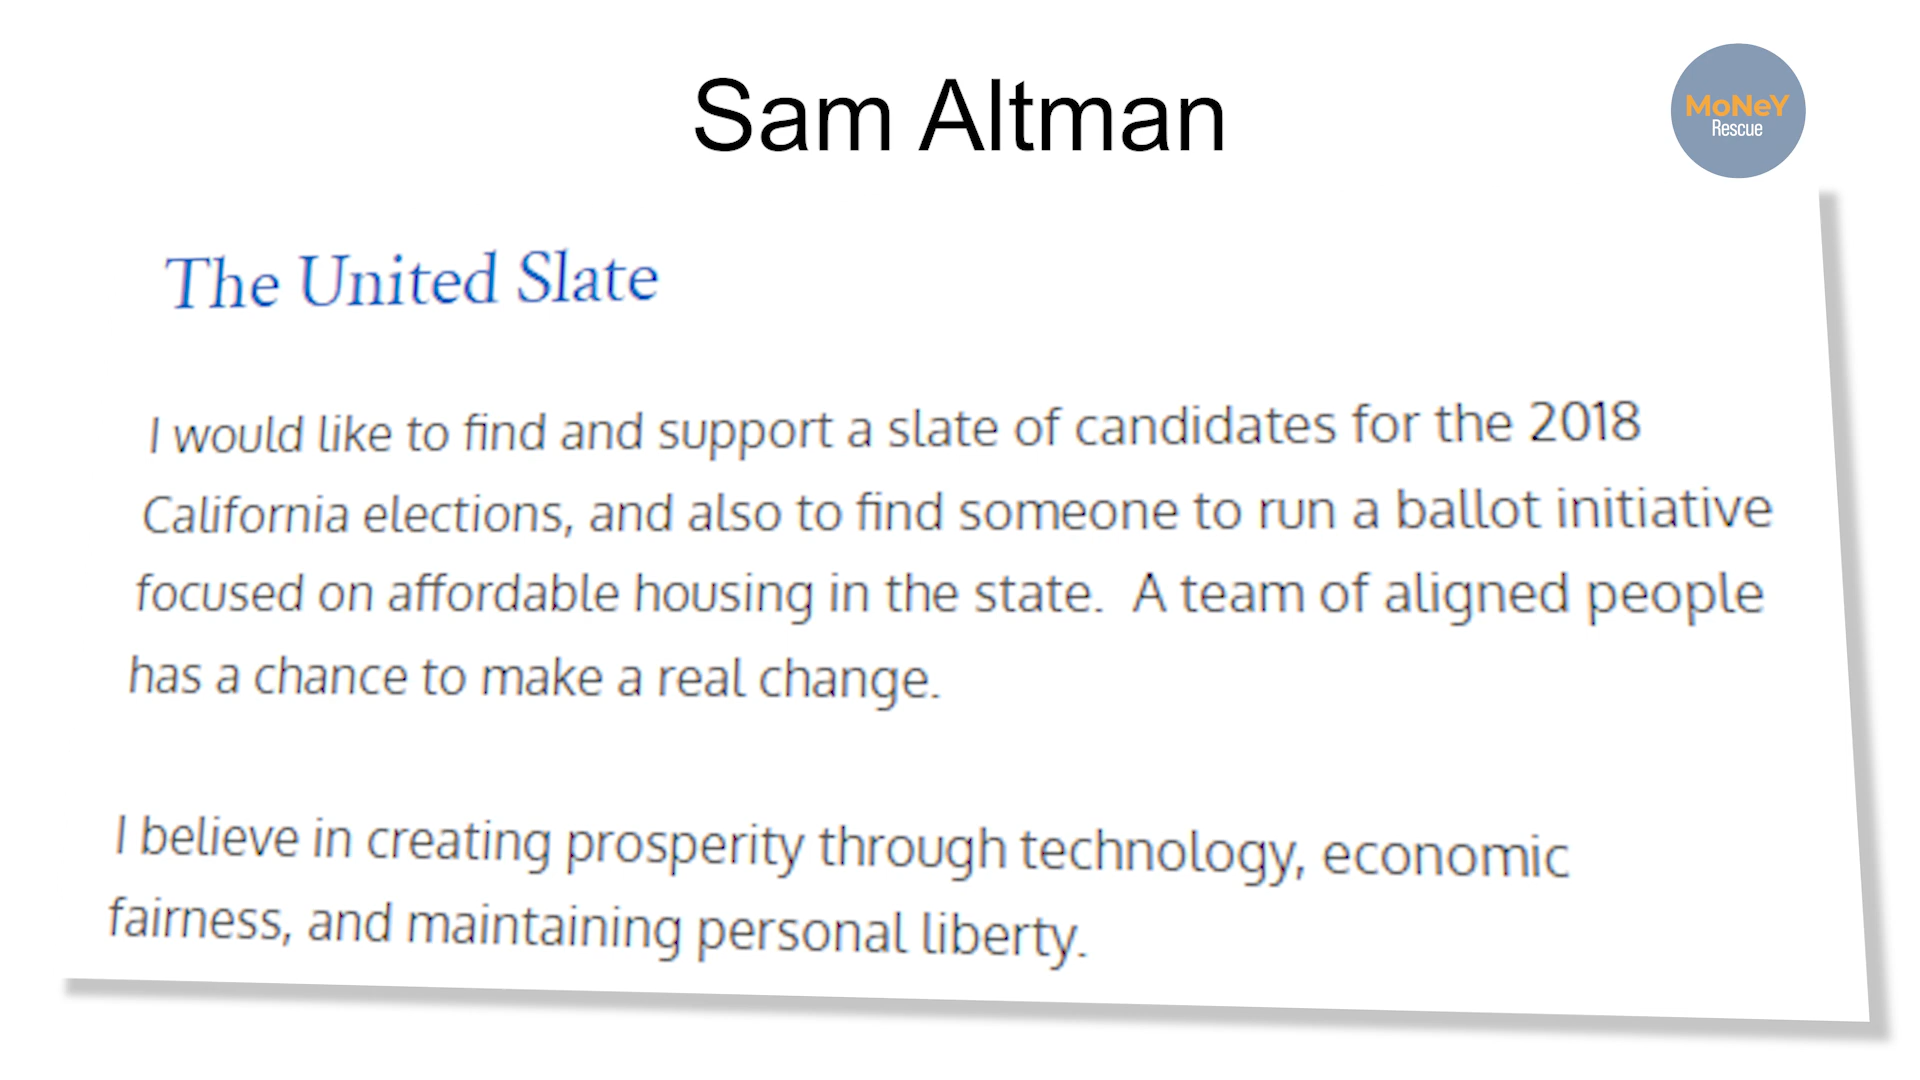 Sam Altman
MoNeY
Rescue
The United Slate
I would like to find and support a slate of candidates for the 2018
California elections, and also to find someone to run a ballot initiative
focused on affordable housing in the state.  A team of aligned people
has a chance to make a real change.
I believe in creating prosperity through technology, economic
fairness, and maintaining personal liberty.